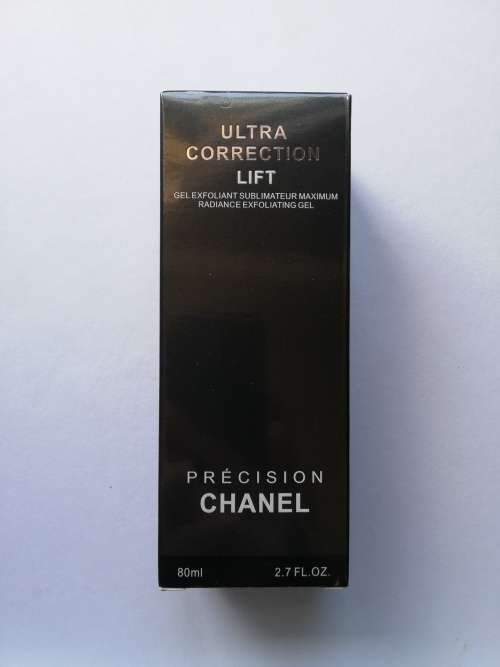 ULTRA
CORRECTION
LIFT
GEL EXFOLIANT SUBLIMATEUR MAXIMUM
RADIANCE EXFOLIATING GEL
PRÉCISION
CHANEL
80ml 2.7 FL.OZ.